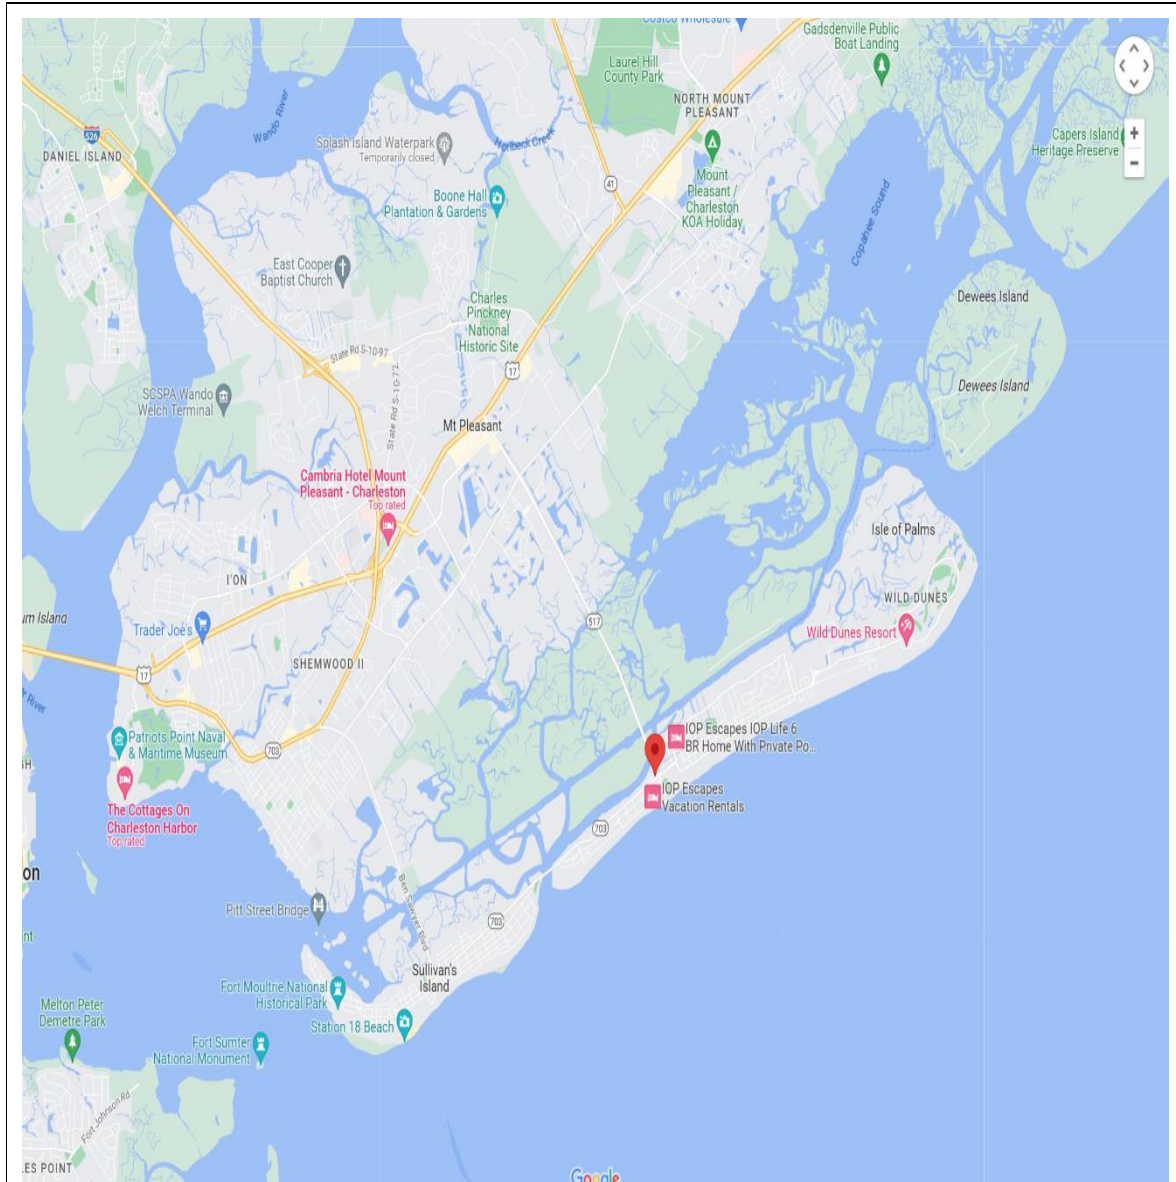 Costco Wholesale
Gadsdenville Public
Boat Landing
Laurel Hill
County Park
NORTH MOUNT
PLEASANT
Wando River
526
DANIEL ISLAND
Splash Island Waterpark
Temporarily closed
Horlbeck Creek
Capers Island
Heritage Preserve
+
−
41
Mount
Pleasant /
Charleston
KOA Holiday
Boone Hall
Plantation & Gardens
Copahee Sound
East Cooper
Baptist Church
Charles
Pinckney
National
Historic Site
Dewees Island
State Rd S-10-97
17
State Rd S-10-72
Dewees Island
SCSPA Wando
Welch Terminal
Mt Pleasant
Cambria Hotel Mount
Pleasant - Charleston
Top rated
Isle of Palms
I'ON
WILD DUNES
um Island
Trader Joe's
517
Wild Dunes Resort
SHEMWOOD II
17
er River
703
Patriots Point Naval
& Maritime Museum
IOP Escapes IOP Life 6
BR Home With Private Po...
The Cottages On
Charleston Harbor
Top rated
IOP Escapes
Vacation Rentals
703
on
Ben Sawyer Blvd
Pitt Street Bridge
703
Sullivan's
Island
Fort Moultrie National
Historical Park
Station 18 Beach
Melton Peter
Demetre Park
Fort Sumter
National Monument
Fort Johnson Rd
LES POINT
Google